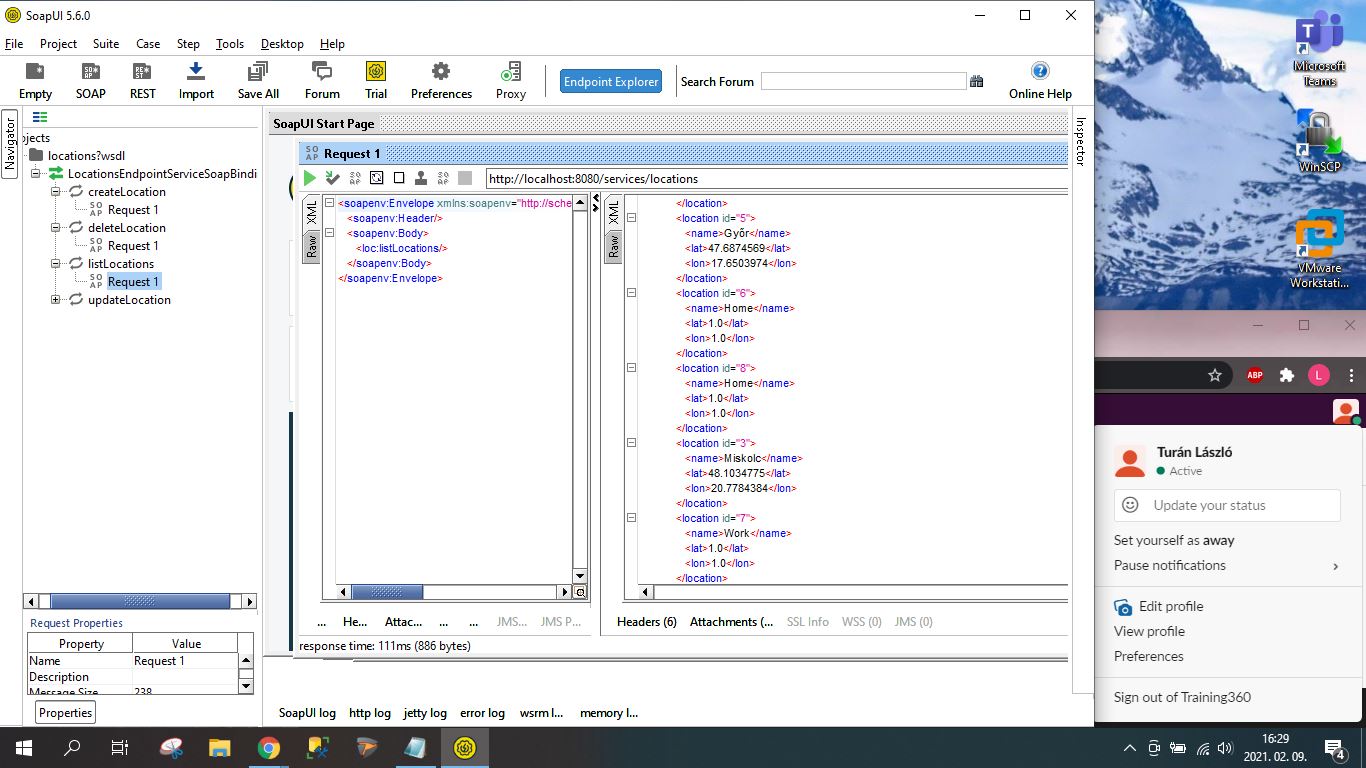 SoapUI 5.6.0
File Project Suite Case Step Tools Desktop Help
Empty
SOAP
REST
Import
Save All
Forum
Trial
Preferences
Proxy
Endpoint Explorer
Search Forum
Online Help
Navigator
ojects
locations?wsdl
LocationsEndpointServiceSoapBindi
createLocation
Request 1
deleteLocation
Request 1
listLocations
Request 1
updateLocation
Request Properties
Property Value
Name Request 1
Description
Message Size 238
Properties
SoapUI Start Page
Inspector
Request 1
http://localhost:8080/services/locations
XML
Raw
<soapenv:Envelope xmlns:soapenv="http://sche
<soapenv:Header/>
<soapenv:Body>
<loc:listLocations/>
</soapenv:Body>
</soapenv:Envelope>
XML
Raw
</location>
<location id="5">
<name>Győr</name>
<lat>47.6874569</lat>
<lon>17.6503974</lon>
</location>
<location id="6">
<name>Home</name>
<lat>1.0</lat>
<lon>1.0</lon>
</location>
<location id="8">
<name>Home</name>
<lat>1.0</lat>
<lon>1.0</lon>
</location>
<location id="3">
<name>Miskolc</name>
<lat>48.1034775</lat>
<lon>20.7784384</lon>
</location>
<location id="7">
<name>Work</name>
<lat>1.0</lat>
<lon>1.0</lon>
</location>
... He... Attac... ... ... JMS... JMS P...
Headers (6) Attachments (... SSL Info WSS (0) JMS (0)
response time: 111ms (886 bytes)
SoapUI log http log jetty log error log wsrm l... memory l...
Microsoft
Teams
WinSCP
VMware
Workstati...
ABP
L
Turán László
Active
Update your status
Set yourself as away
Pause notifications
Edit profile
View profile
Preferences
Sign out of Training360
16:29
2021. 02. 09.
4